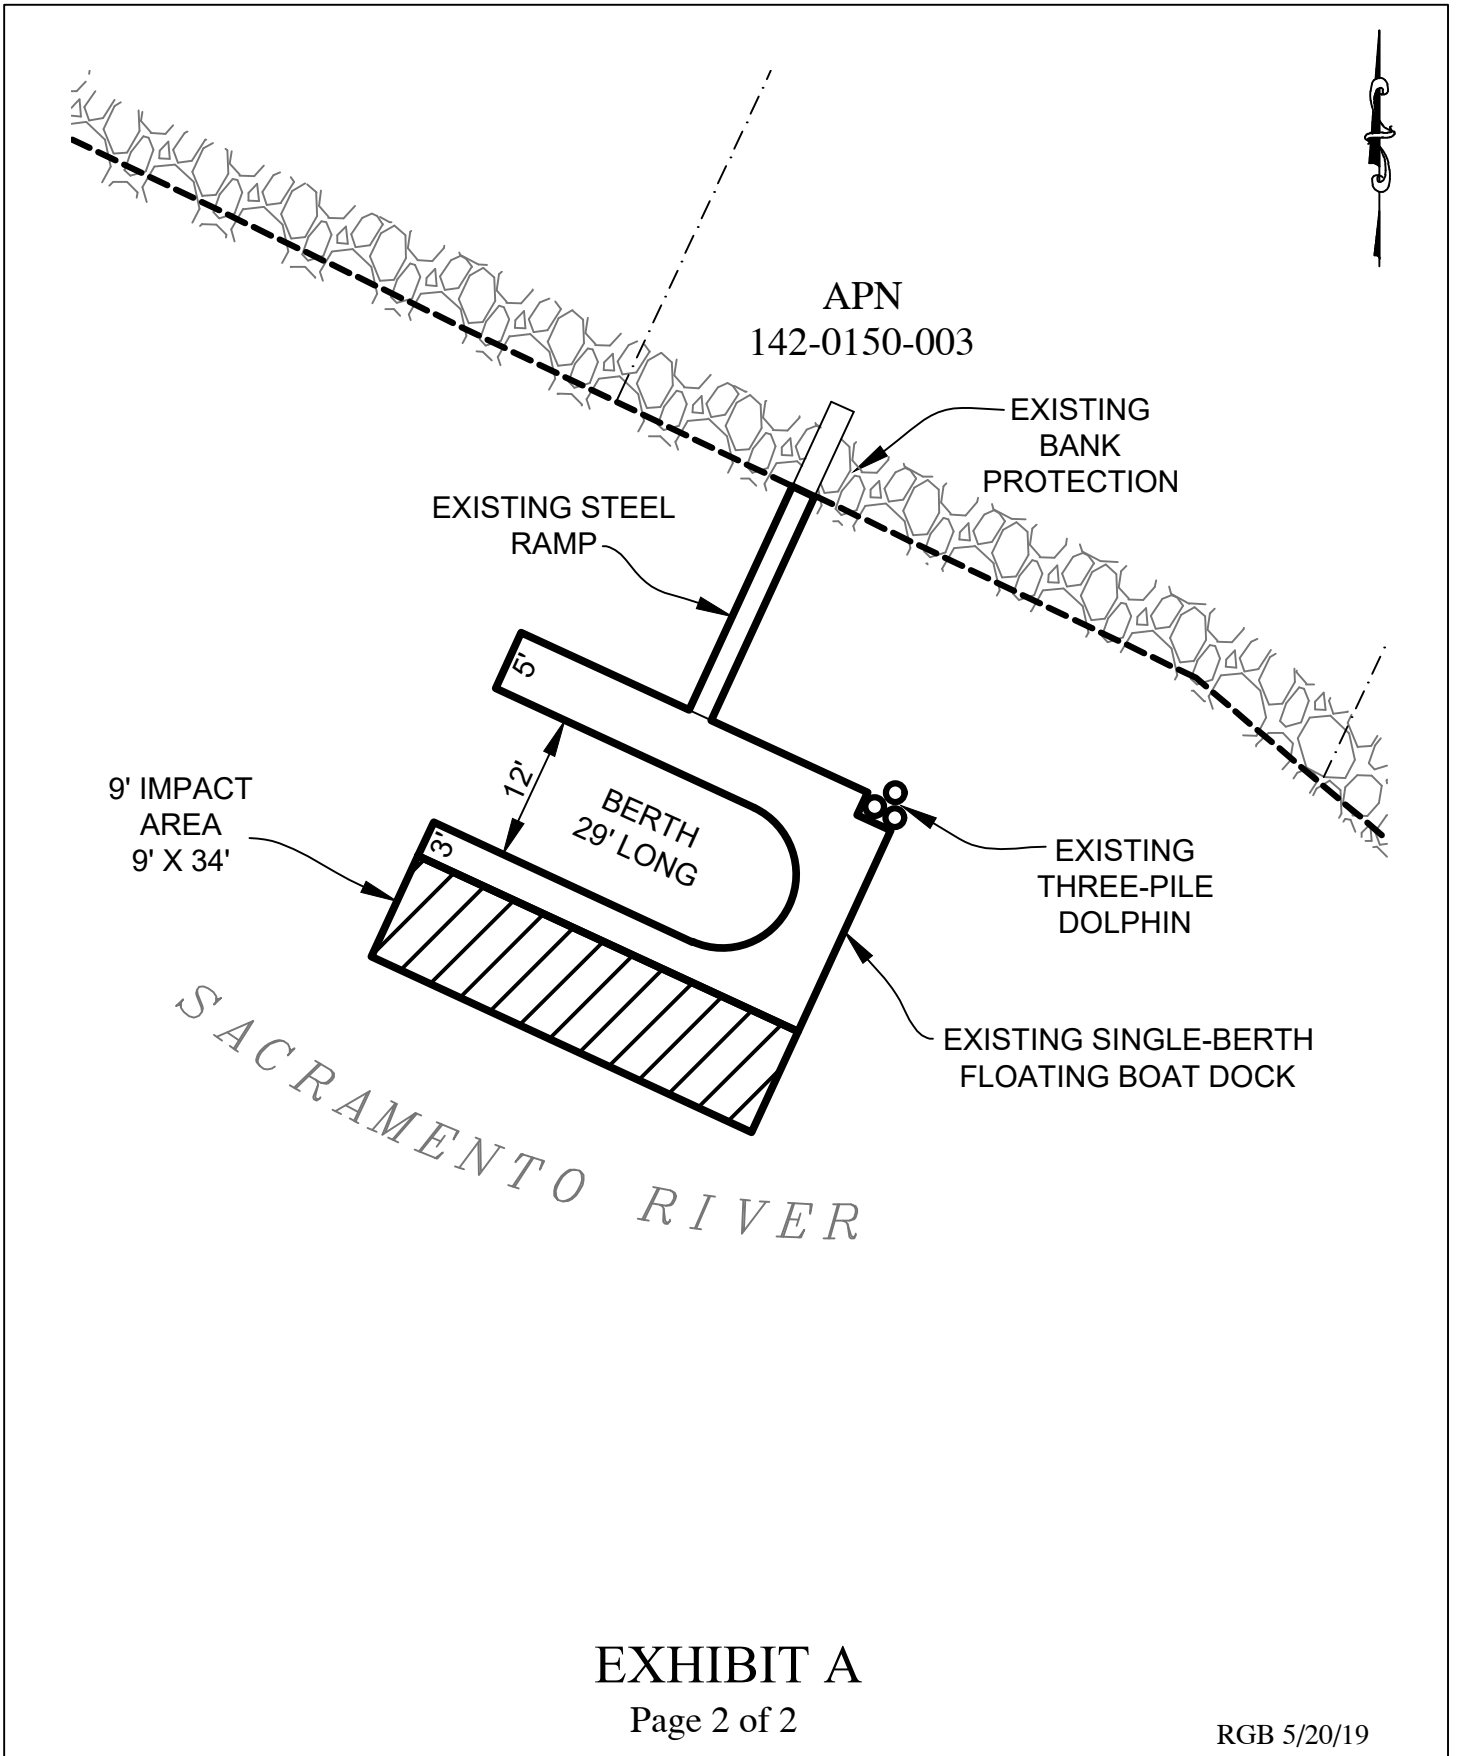 APN
142-0150-003
EXISTING
BANK
PROTECTION
EXISTING STEEL
RAMP
5'
12'
BERTH
29' LONG
3'
9' IMPACT
AREA
9' X 34'
EXISTING
THREE-PILE
DOLPHIN
EXISTING SINGLE-BERTH
FLOATING BOAT DOCK
SACRAMENTO RIVER
EXHIBIT A
Page 2 of 2
RGB 5/20/19